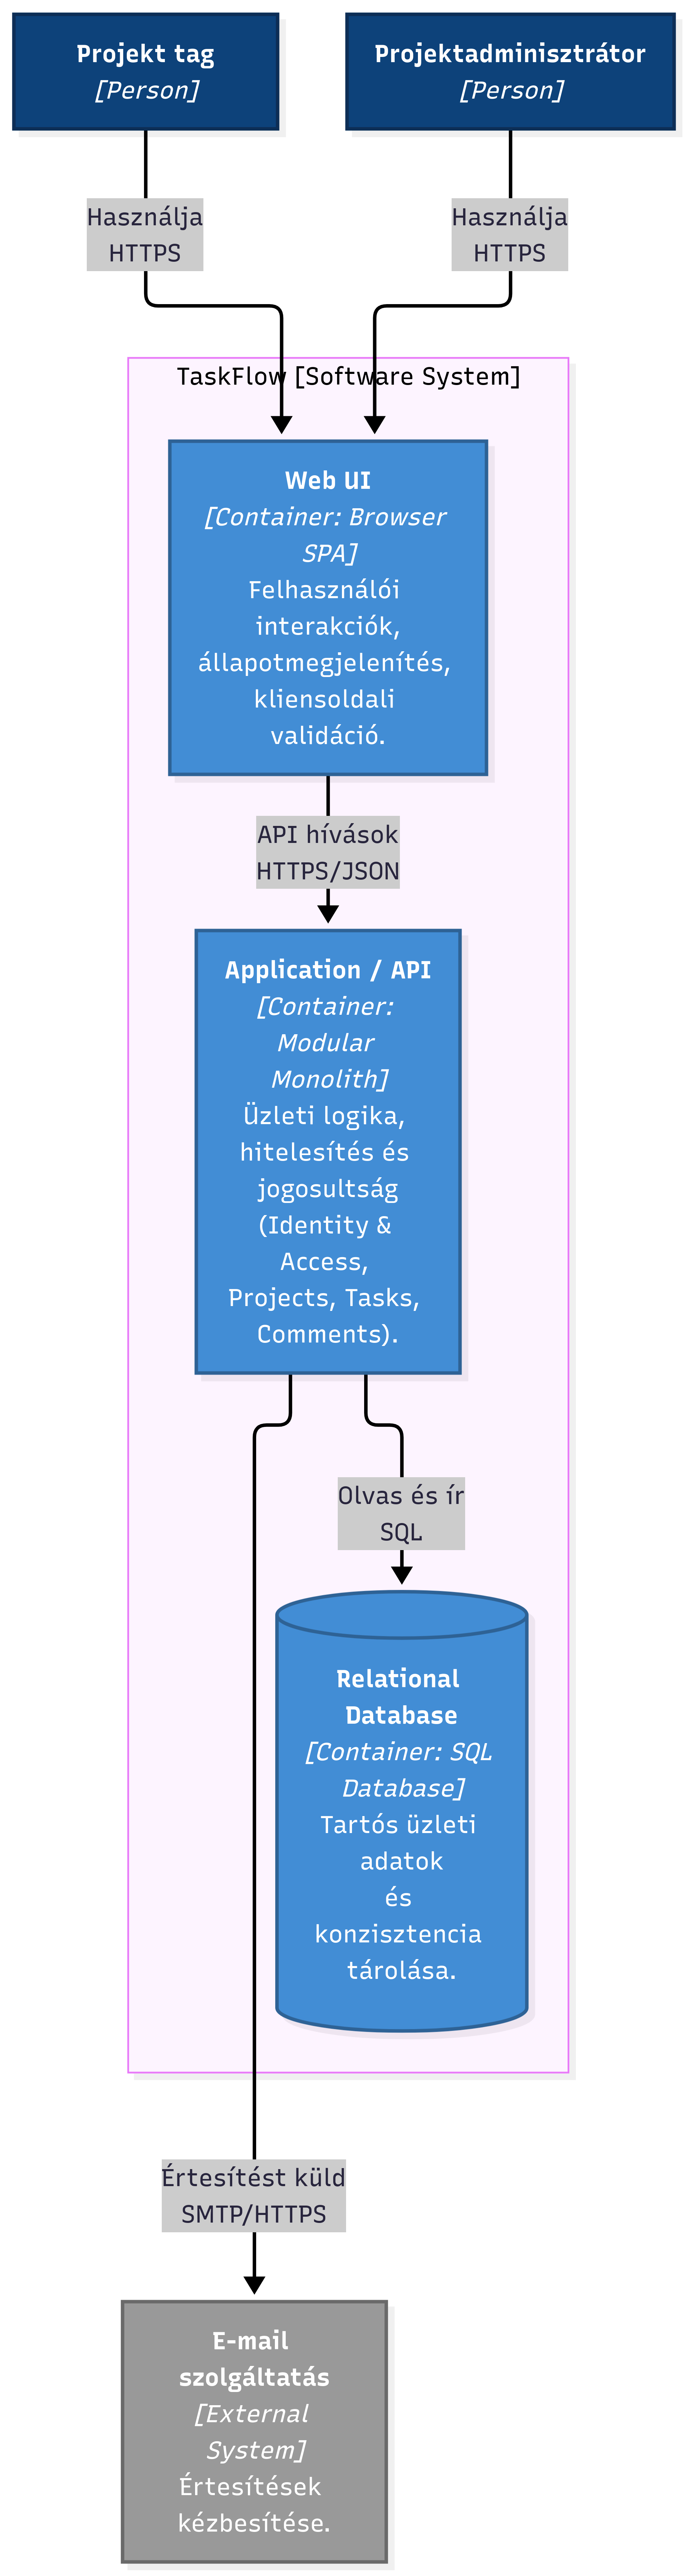 Projekt tag
[Person]
Projektadminisztrátor
[Person]
Használja
HTTPS
Használja
HTTPS
TaskFlow [Software System]
Web UI
[Container: Browser
SPA]
Felhasználói
interakciók,
állapotmegjelenítés,
kliensoldali
validáció.
API hívások
HTTPS/JSON
Application / API
[Container:
Modular
Monolith]
Üzleti logika,
hitelesítés és
jogosultság
(Identity &
Access,
Projects, Tasks,
Comments).
Olvas és ír
SQL
Relational
Database
[Container: SQL
Database]
Tartós üzleti
adatok
és
konzisztencia
tárolása.
Értesítést küld
SMTP/HTTPS
E-mail
szolgáltatás
[External
System]
Értesítések
kézbesítése.